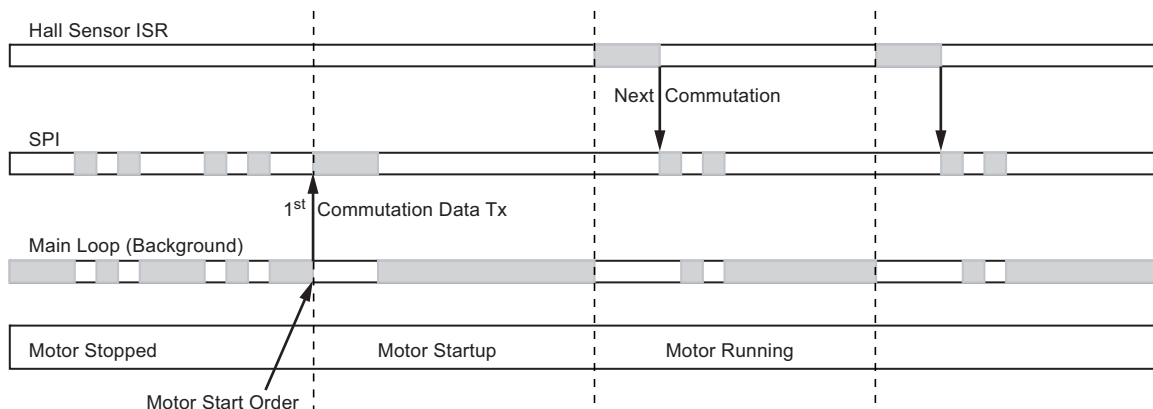 Hall Sensor ISR
Next Commutation
SPI
1st Commutation Data Tx
Main Loop (Background)
Motor Stopped
Motor Startup
Motor Running
Motor Start Order